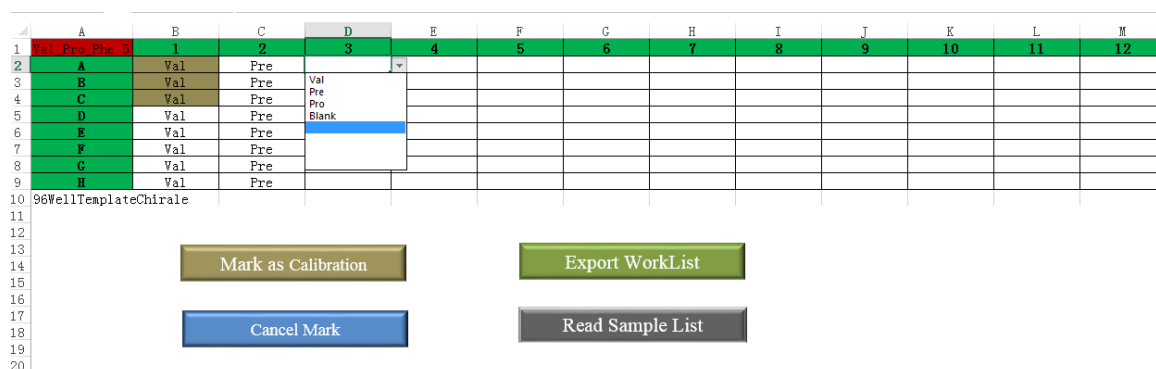 A B C D E F G H I J K L M
1 Val_Pro_Phe_5 1 2 3 4 5 6 7 8 9 10 11 12
2 A Val Pre
3 B Val Pre Val
Pre
4 C Val Pre Pro
5 D Val Pre Blank
6 E Val Pre
7 F Val Pre
8 G Val Pre
9 H Val Pre
10 96WellTemplateChirale
11
12
13
14 Mark as Calibration Export WorkList
15
16
17
18 Cancel Mark Read Sample List
19
20